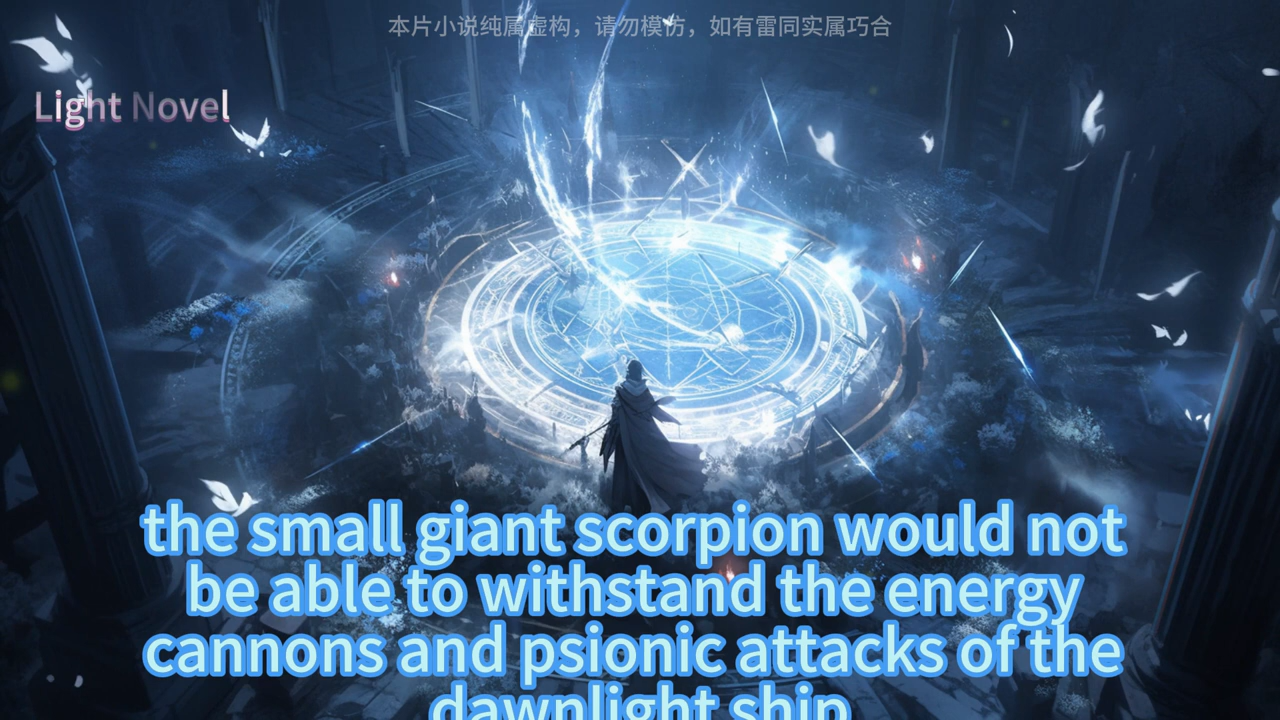 本片小说纯属虚构，请勿模仿，如有雷同实属巧合
Light Novel
the small giant scorpion would not
be able to withstand the energy
cannons and psionic attacks of the
dawnlight ship